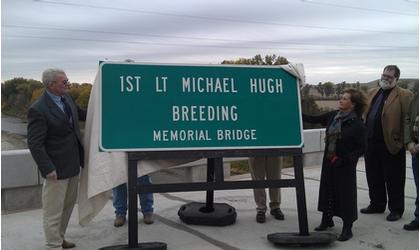 1ST LT MICHAEL HUGH
BREEDING
MEMORIAL BRIDGE